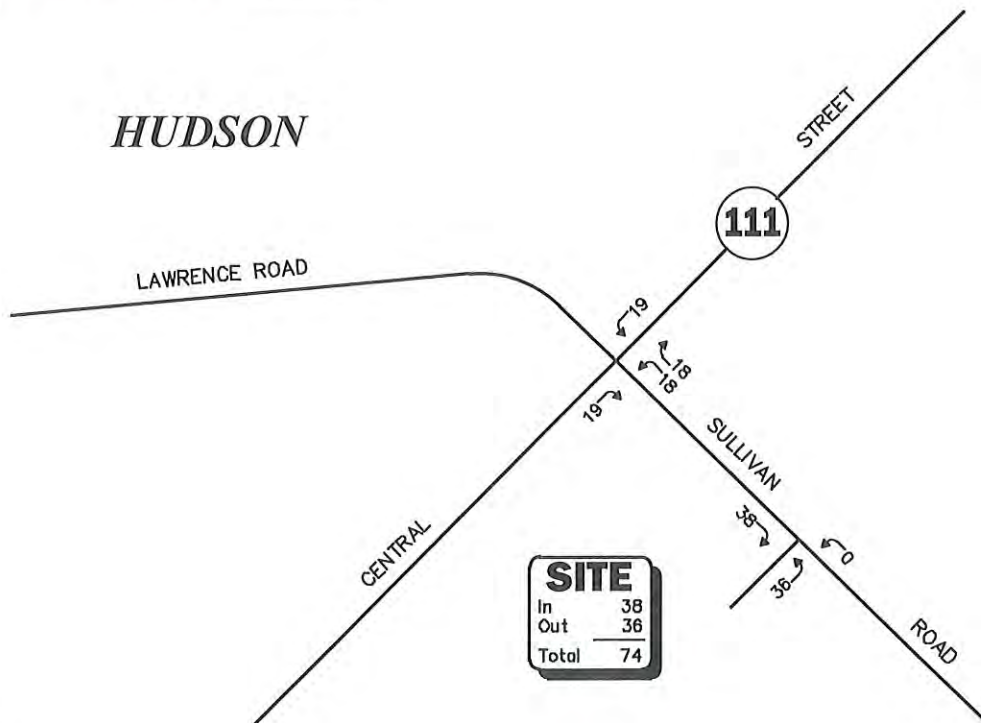 HUDSON
STREET
111
LAWRENCE ROAD
19
18
18
19
SULLIVAN
CENTRAL
38
0
36
SITE
In 38
Out 36
Total 74
ROAD